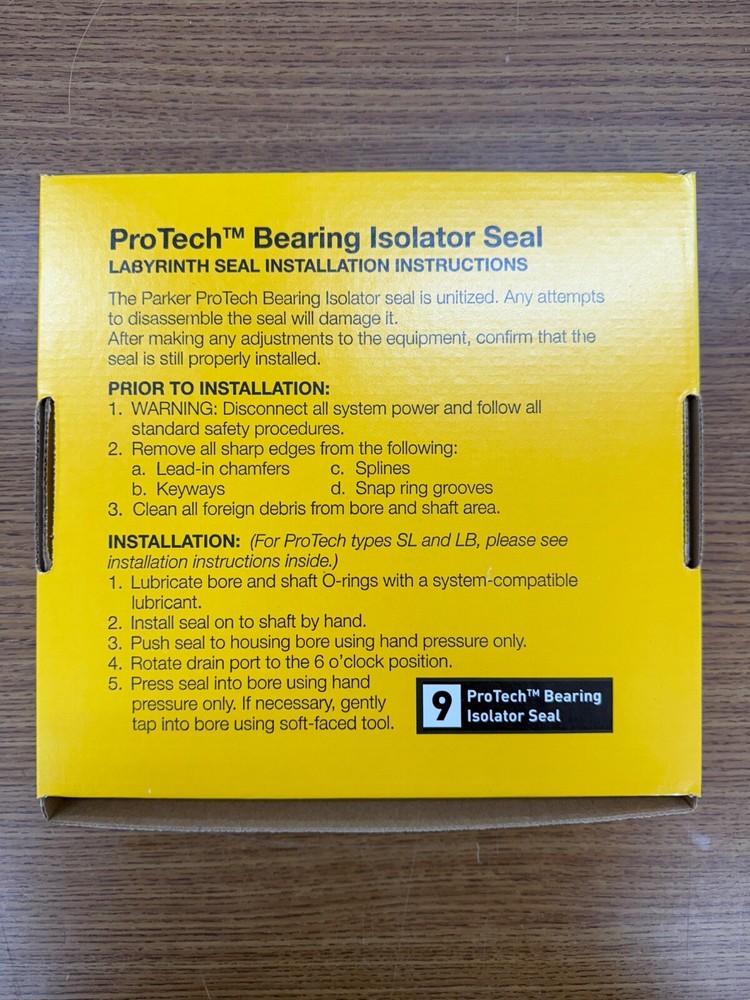 ProTech™ Bearing Isolator Seal
LABYRINTH SEAL INSTALLATION INSTRUCTIONS
The Parker ProTech Bearing Isolator seal is unitized. Any attempts
to disassemble the seal will damage it.
After making any adjustments to the equipment, confirm that the
seal is still properly installed.
PRIOR TO INSTALLATION:
1. WARNING: Disconnect all system power and follow all
standard safety procedures.
2. Remove all sharp edges from the following:
a. Lead-in chamfers c. Splines
b. Keyways d. Snap ring grooves
3. Clean all foreign debris from bore and shaft area.
INSTALLATION: (For ProTech types SL and LB, please see
installation instructions inside.)
1. Lubricate bore and shaft O-rings with a system-compatible
lubricant.
2. Install seal on to shaft by hand.
3. Push seal to housing bore using hand pressure only.
4. Rotate drain port to the 6 o'clock position.
5. Press seal into bore using hand
pressure only. If necessary, gently
tap into bore using soft-faced tool.
9 ProTech™ Bearing
Isolator Seal